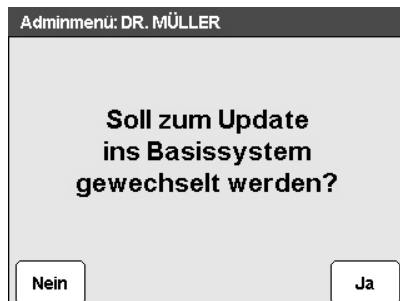 Adminmenü: DR. MÜLLER
Soll zum Update
ins Basissystem
gewechselt werden?
Nein
Ja